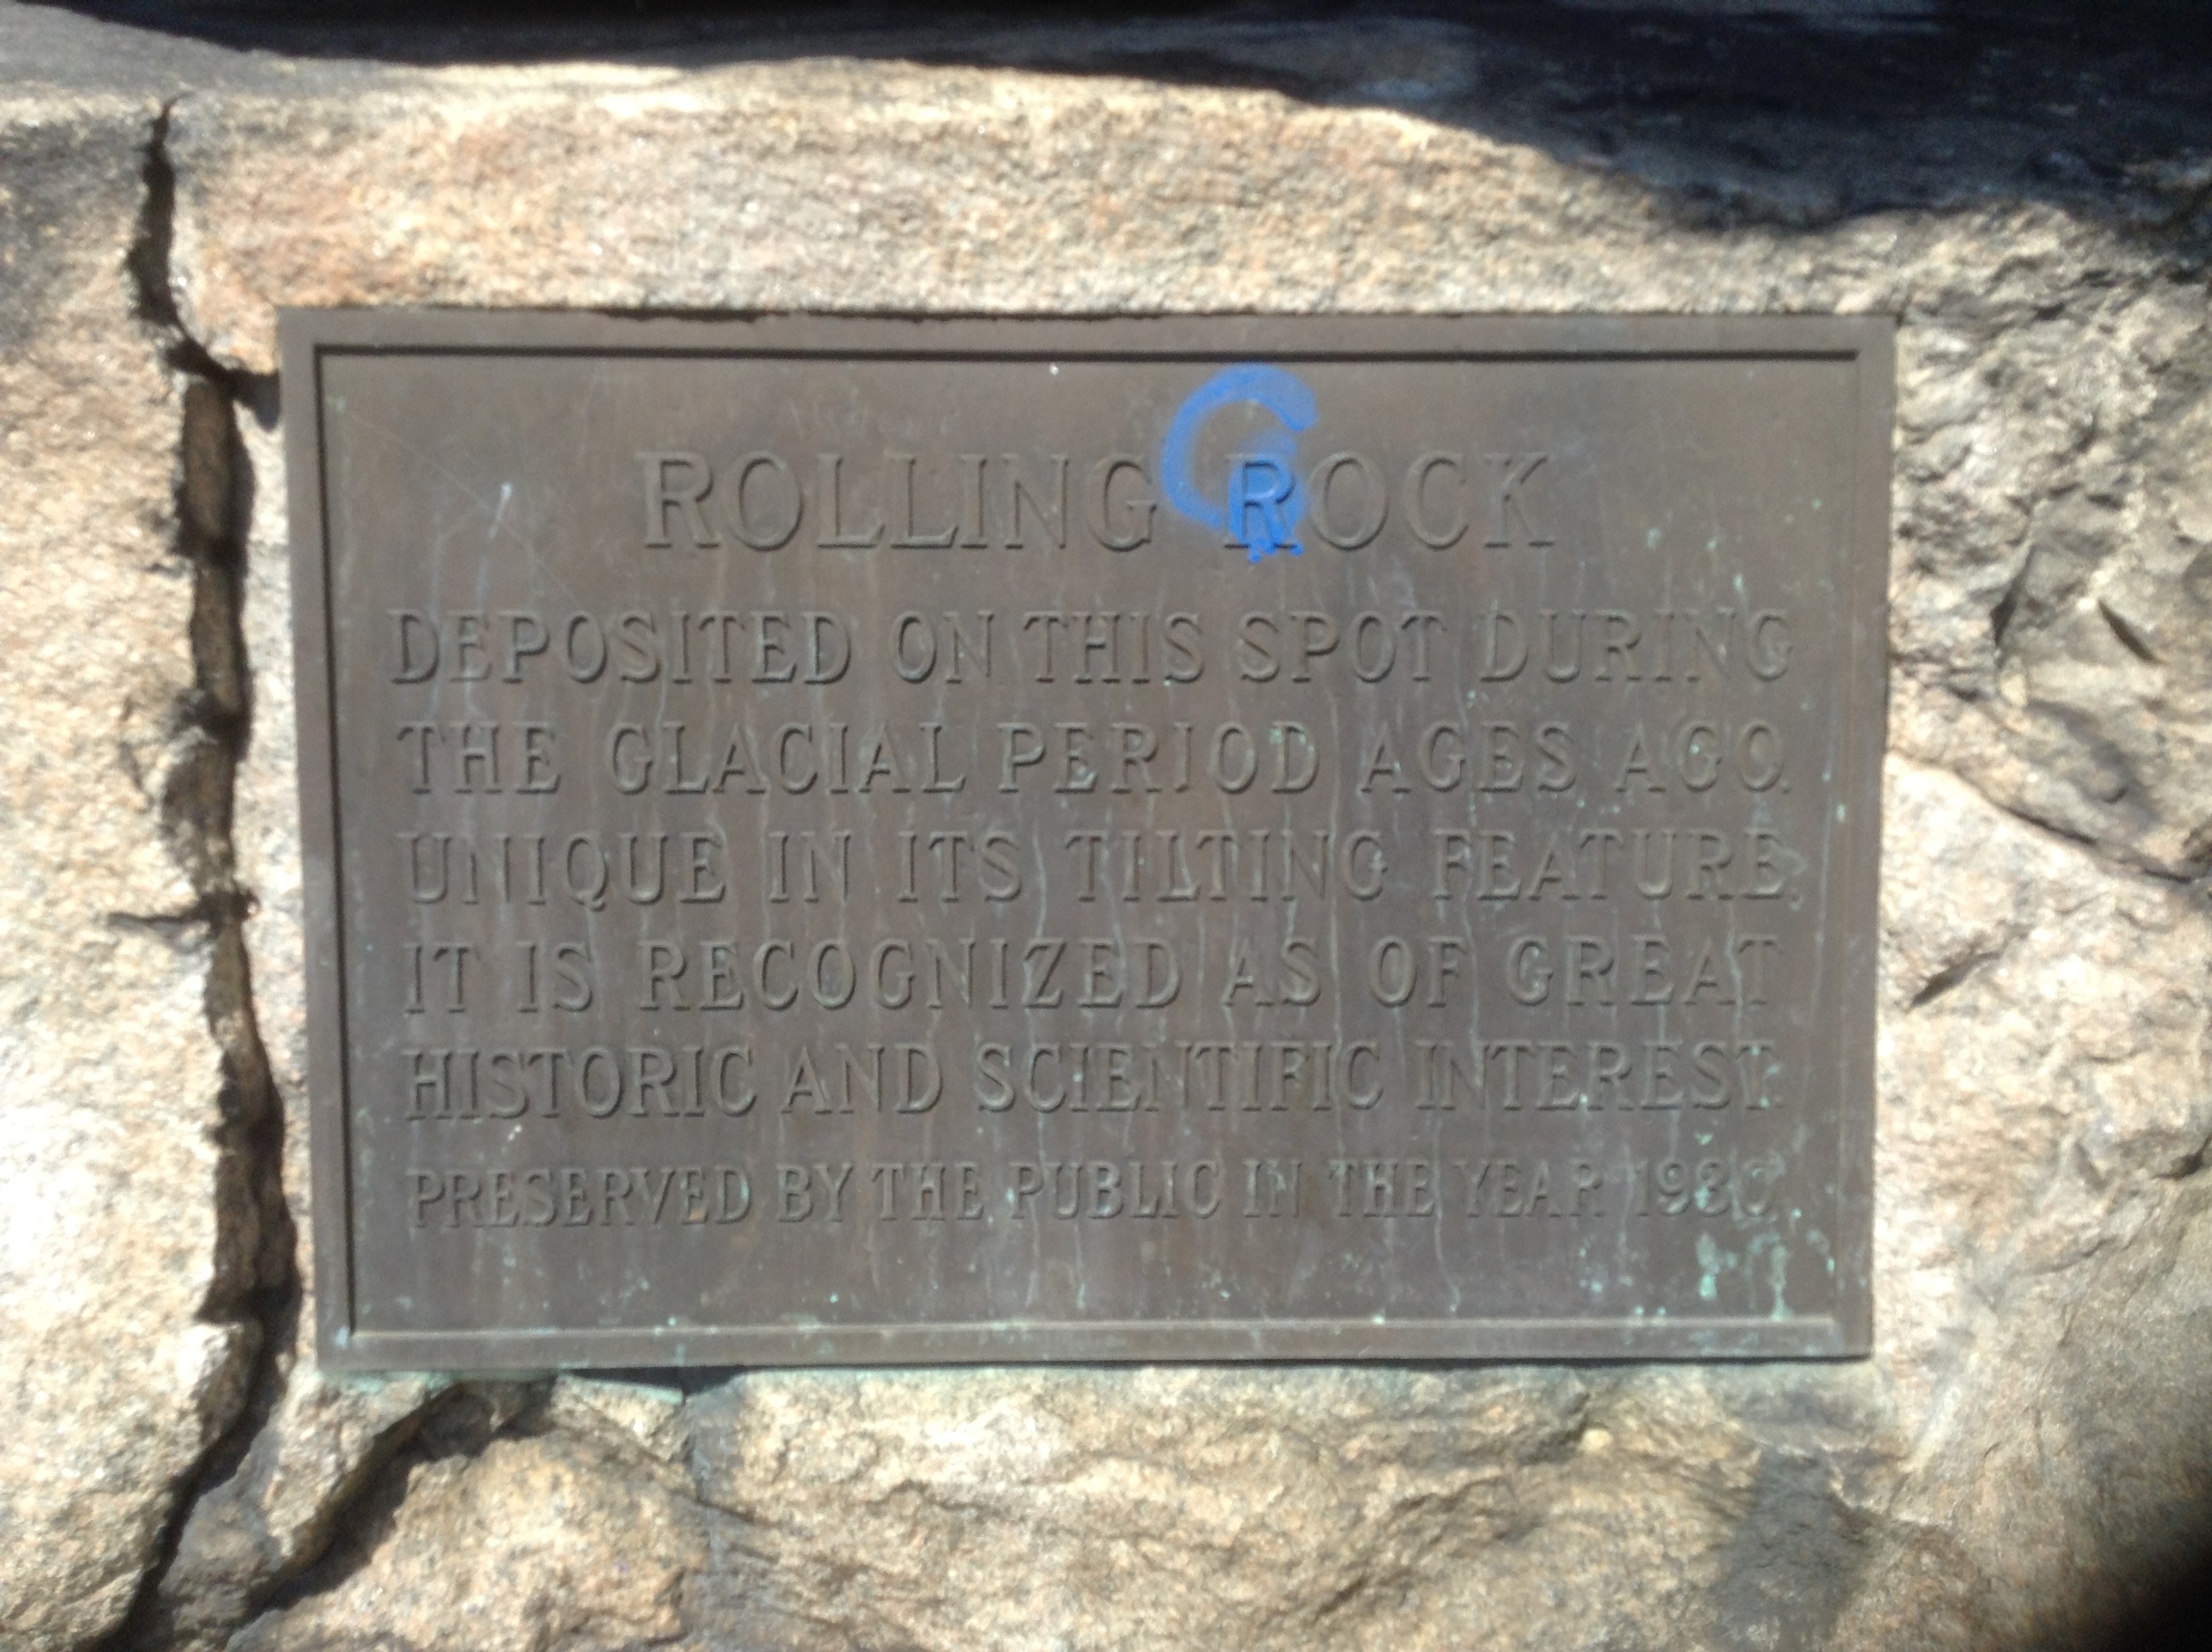 ROLLING ROCK
DEPOSITED ON THIS SPOT DURING
THE GLACIAL PERIOD AGES AGO.
UNIQUE IN ITS TILTING FEATURE,
IT IS RECOGNIZED AS OF GREAT
HISTORIC AND SCIENTIFIC INTEREST.
PRESERVED BY THE PUBLIC IN THE YEAR 1930